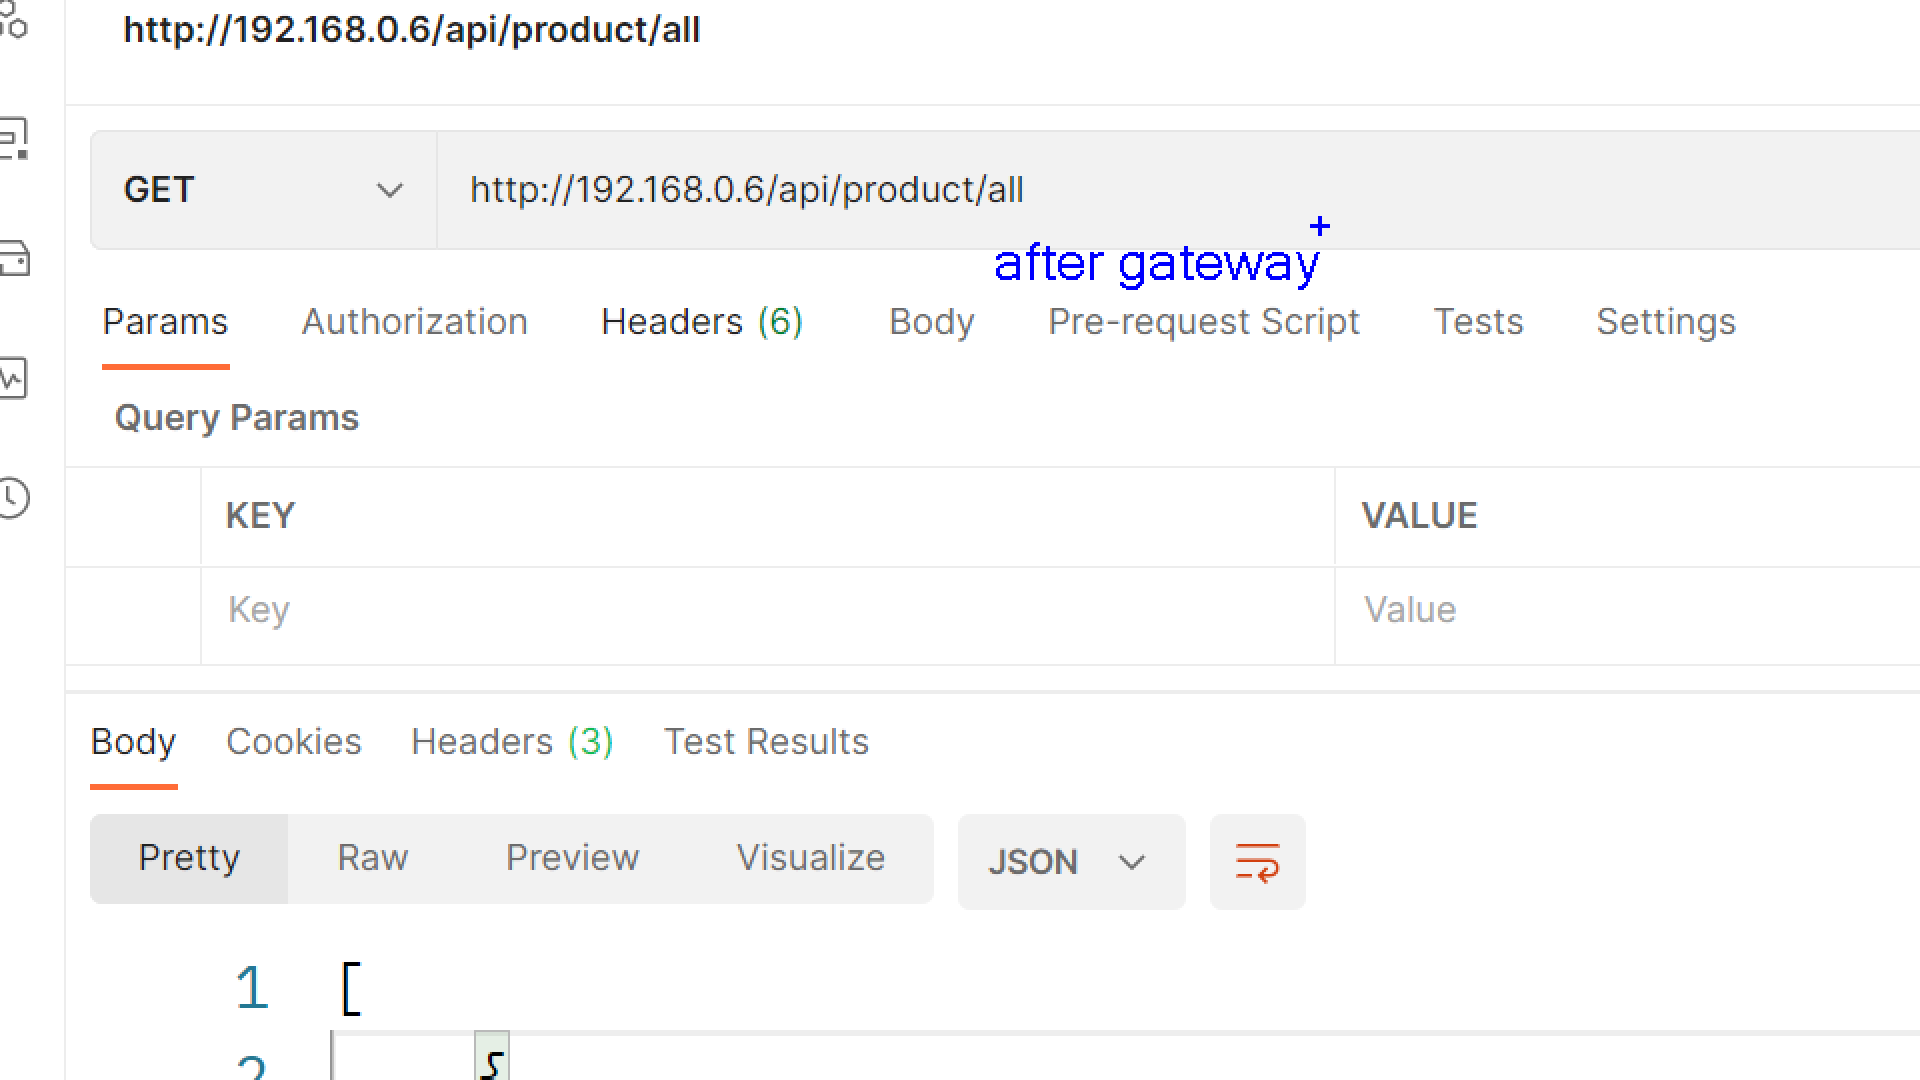 http://192.168.0.6/api/product/all
GET http://192.168.0.6/api/product/all
after gateway
Params Authorization Headers (6) Body Pre-request Script Tests Settings
Query Params
KEY VALUE
Key Value
Body Cookies Headers (3) Test Results
Pretty Raw Preview Visualize JSON
1 [
2 {